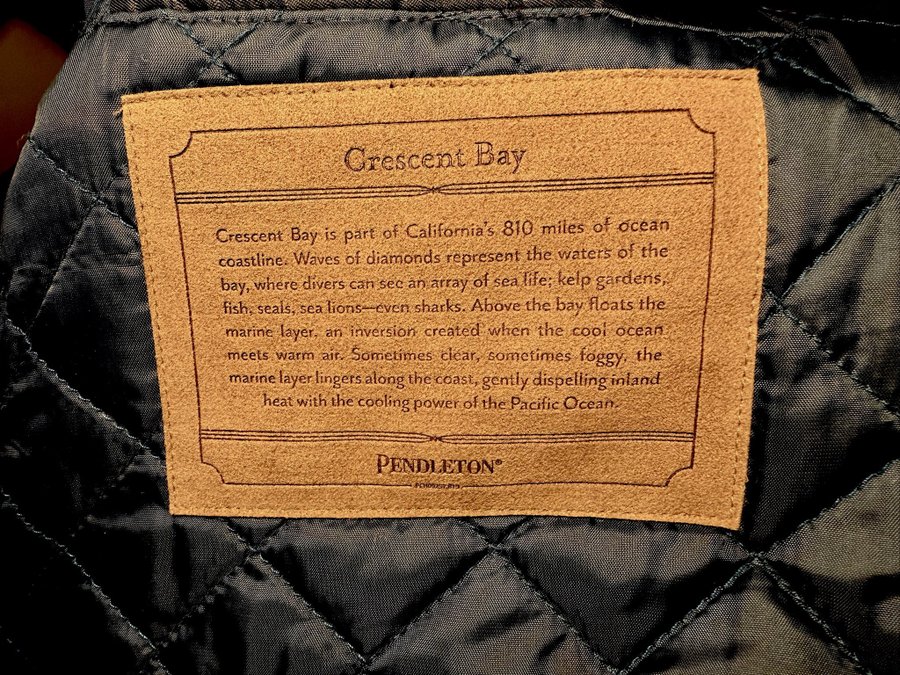 Crescent Bay
Crescent Bay is part of California's 810 miles of ocean
coastline. Waves of diamonds represent the waters of the
bay, where divers can see an array of sea life; kelp gardens,
fish, seals, sea lions—even sharks. Above the bay floats the
marine layer, an inversion created when the cool ocean
meets warm air. Sometimes clear, sometimes foggy, the
marine layer lingers along the coast, gently dispelling inland
heat with the cooling power of the Pacific Ocean.
PENDLETON®